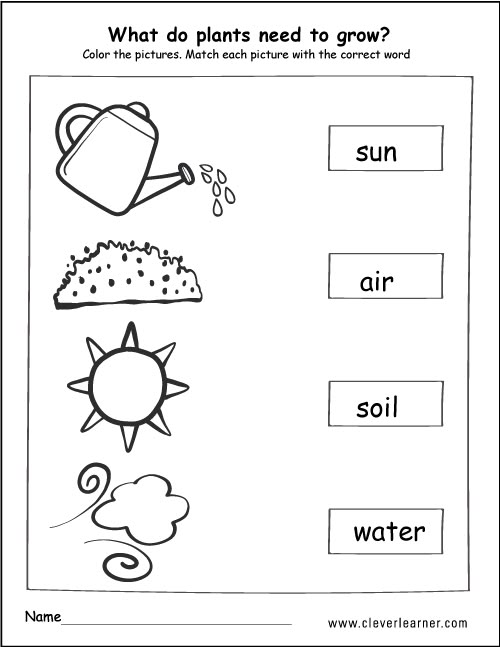 What do plants need to grow?
Color the pictures. Match each picture with the correct word
sun
air
soil
water
Name
www.cleverlearner.com